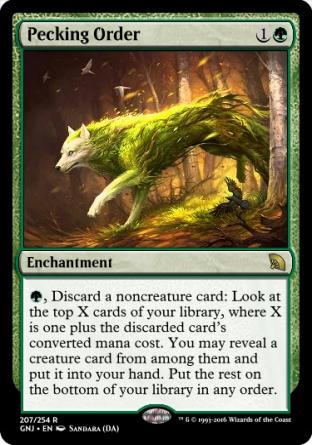 Pecking Order 1
Enchantment
, Discard a noncreature card: Look at
the top X cards of your library, where X
is one plus the discarded card's
converted mana cost. You may reveal a
creature card from among them and
put it into your hand. Put the rest on
the bottom of your library in any order.
207/254 R
GNJ • EN SANDARA (DA) ™ & © 1993-2016 Wizards of the Coast